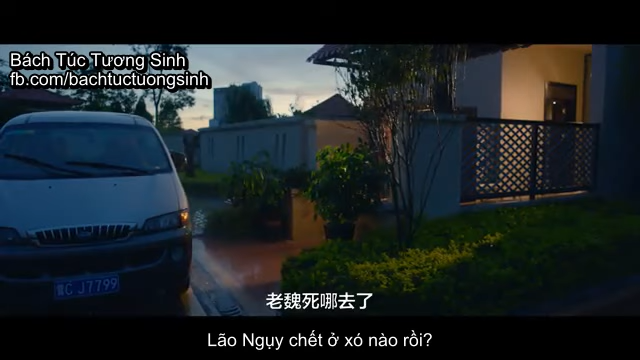 Bách Túc Tương Sinh
fb.com/bachtuctuongsinh
C J7799
老魏死哪去了
Lão Ngụy chết ở xó nào rồi?